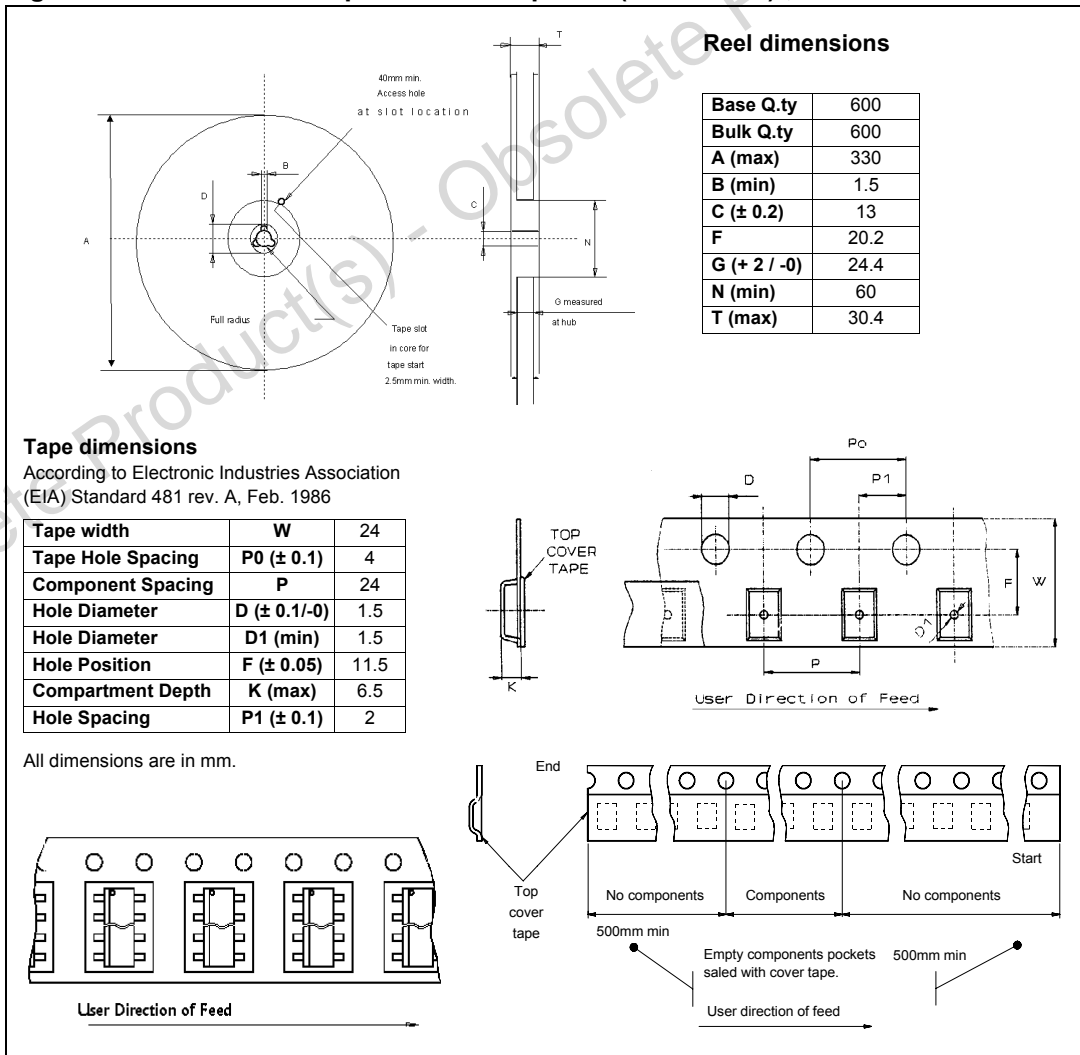 Reel dimensions
T
40mm min.
Access hole
at slot location
B
D
A
C
N
Full radius
Tape slot
in core for
tape start
2.5mm min. width.
G measured
at hub
Base Q.ty 600
Bulk Q.ty 600
A (max) 330
B (min) 1.5
C (± 0.2) 13
F 20.2
G (+ 2 / -0) 24.4
N (min) 60
T (max) 30.4
Obsolete
Product(s) -
Tape dimensions
According to Electronic Industries Association
(EIA) Standard 481 rev. A, Feb. 1986
Tape width W 24
Tape Hole Spacing P0 (± 0.1) 4
Component Spacing P 24
Hole Diameter D (± 0.1/-0) 1.5
Hole Diameter D1 (min) 1.5
Hole Position F (± 0.05) 11.5
Compartment Depth K (max) 6.5
Hole Spacing P1 (± 0.1) 2
All dimensions are in mm.
Po
D
P1
TOP
COVER
TAPE
F
W
D1
K
P
User Direction of Feed
End
Start
Top
cover
tape
No components
Components
No components
500mm min
Empty components pockets
saled with cover tape.
500mm min
User direction of feed
User Direction of Feed